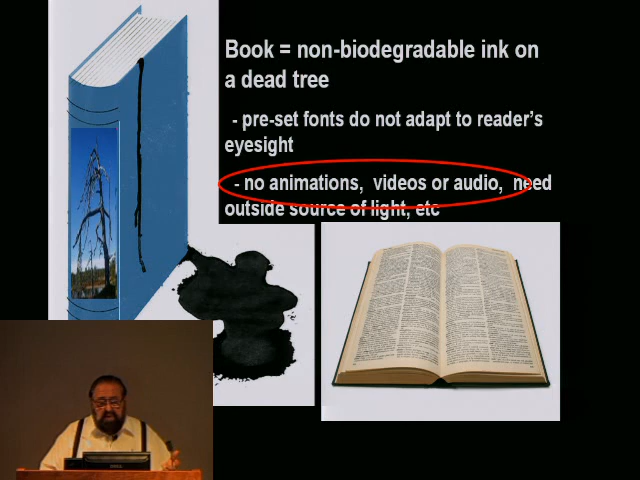 Book = non-biodegradable ink on
a dead tree
- pre-set fonts do not adapt to reader's
eyesight
- no animations, videos or audio, need
outside source of light, etc